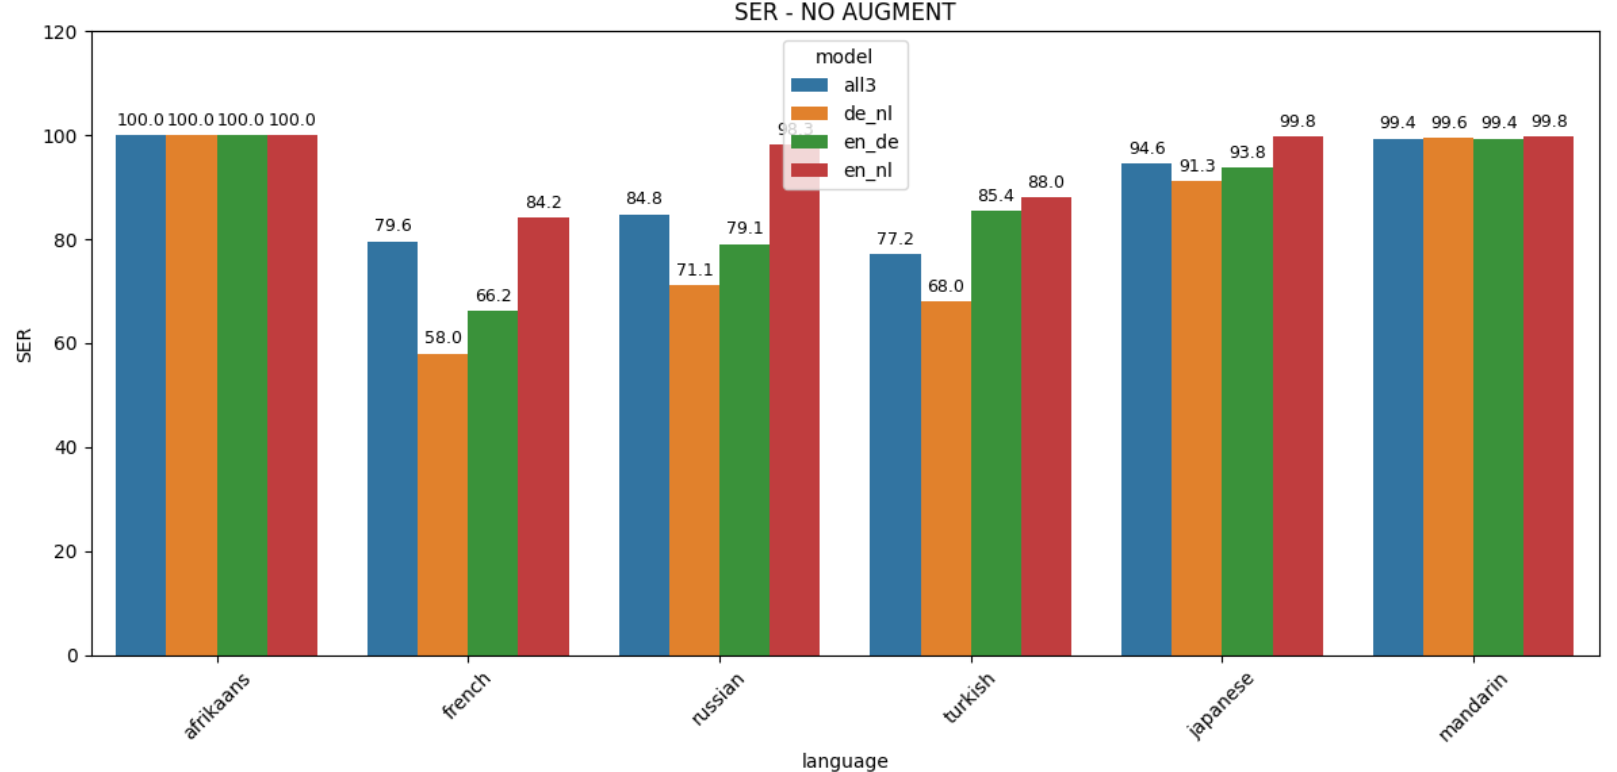 SER - NO AUGMENT
120
100
80
60
40
20
0
SER
model
all3
de_nl
en_de
en_nl
100.0 100.0 100.0 100.0
79.6 58.0 66.2 84.2
84.8 71.1 79.1 98.3
77.2 68.0 85.4 88.0
94.6 91.3 93.8 99.8
99.4 99.6 99.4 99.8
afrikaans
french
russian
turkish
japanese
mandarin
language